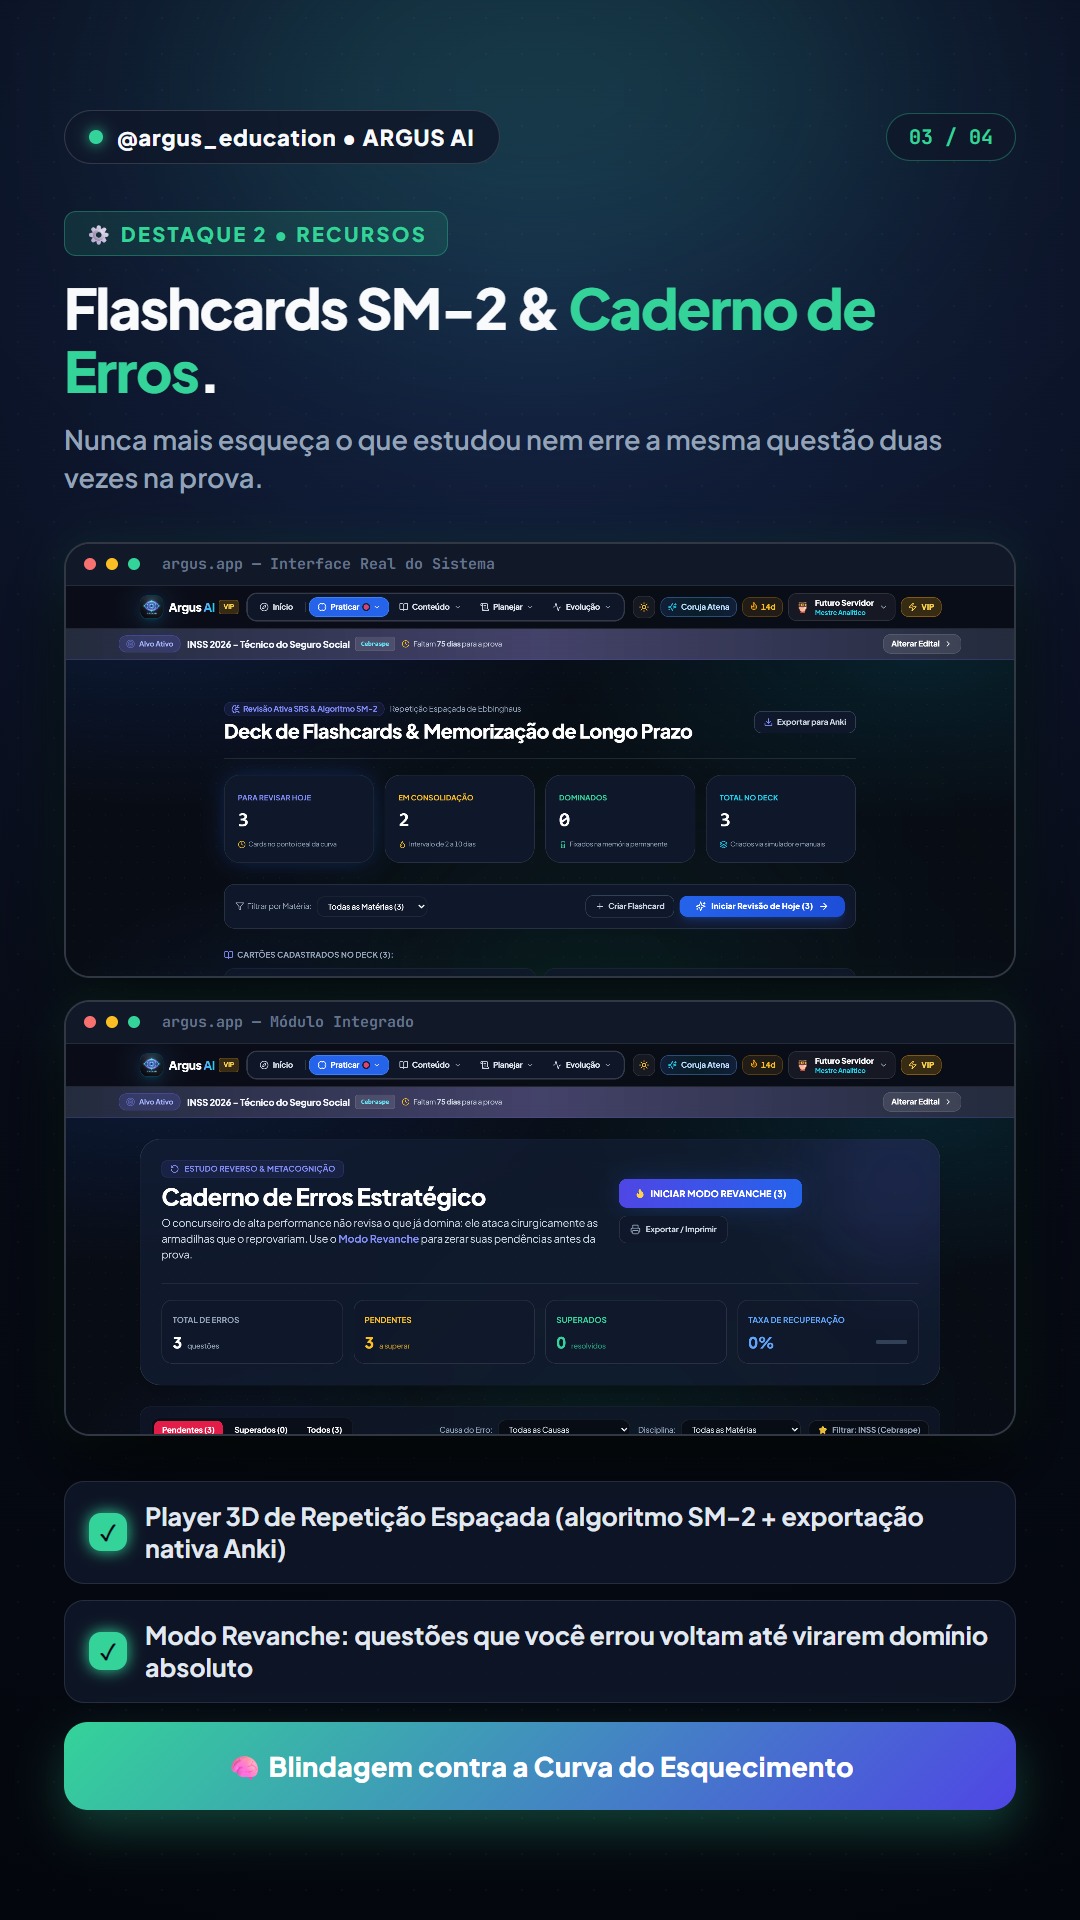 @argus_education • ARGUS AI
03 / 04
DESTAQUE 2 • RECURSOS
Flashcards SM-2 & Caderno de
Erros.
Nunca mais esqueça o que estudou nem erre a mesma questão duas
vezes na prova.
argus.app — Interface Real do Sistema
Argus AI VIP Início Praticar Conteúdo Planejar Evolução Coruja Atena 14d Futuro Servidor VIP
Mestre Analítico
Alvo Ativo INSS 2026 - Técnico do Seguro Social Cebraspe Faltam 75 dias para a prova Alterar Edital
Revisão Ativa SRS & Algoritmo SM-2 Repetição Espaçada de Ebbinghaus
Deck de Flashcards & Memorização de Longo Prazo
Exportar para Anki
PARA REVISAR HOJE EM CONSOLIDAÇÃO DOMINADOS TOTAL NO DECK
3 2 0 3
Cards no ponto ideal da curva Intervalo de 2 a 10 dias Fixados na memória permanente Criados via simulador e manuais
Filtrar por Matéria: Todas as Matérias (3) + Criar Flashcard Iniciar Revisão de Hoje (3)
CARTÕES CADASTRADOS NO DECK (3):
argus.app — Módulo Integrado
Argus AI VIP Início Praticar Conteúdo Planejar Evolução Coruja Atena 14d Futuro Servidor VIP
Mestre Analítico
Alvo Ativo INSS 2026 - Técnico do Seguro Social Cebraspe Faltam 75 dias para a prova Alterar Edital
ESTUDO REVERSO & METACOGNIÇÃO
Caderno de Erros Estratégico
O concurseiro de alta performance não revisa o que já domina: ele ataca cirurgicamente as
armadilhas que o reprovariam. Use o Modo Revanche para zerar suas pendências antes da
prova.
INICIAR MODO REVANCHE (3)
Exportar / Imprimir
TOTAL DE ERROS PENDENTES SUPERADOS TAXA DE RECUPERAÇÃO
3 questões 3 a superar 0 resolvidos 0%
Pendentes (3) Superados (0) Todos (3) Causa do Erro: Todas as Causas Disciplina: Todas as Matérias Filtrar: INSS (Cebraspe)
Player 3D de Repetição Espaçada (algoritmo SM-2 + exportação
nativa Anki)
Modo Revanche: questões que você errou voltam até virarem domínio
absoluto
Blindagem contra a Curva do Esquecimento